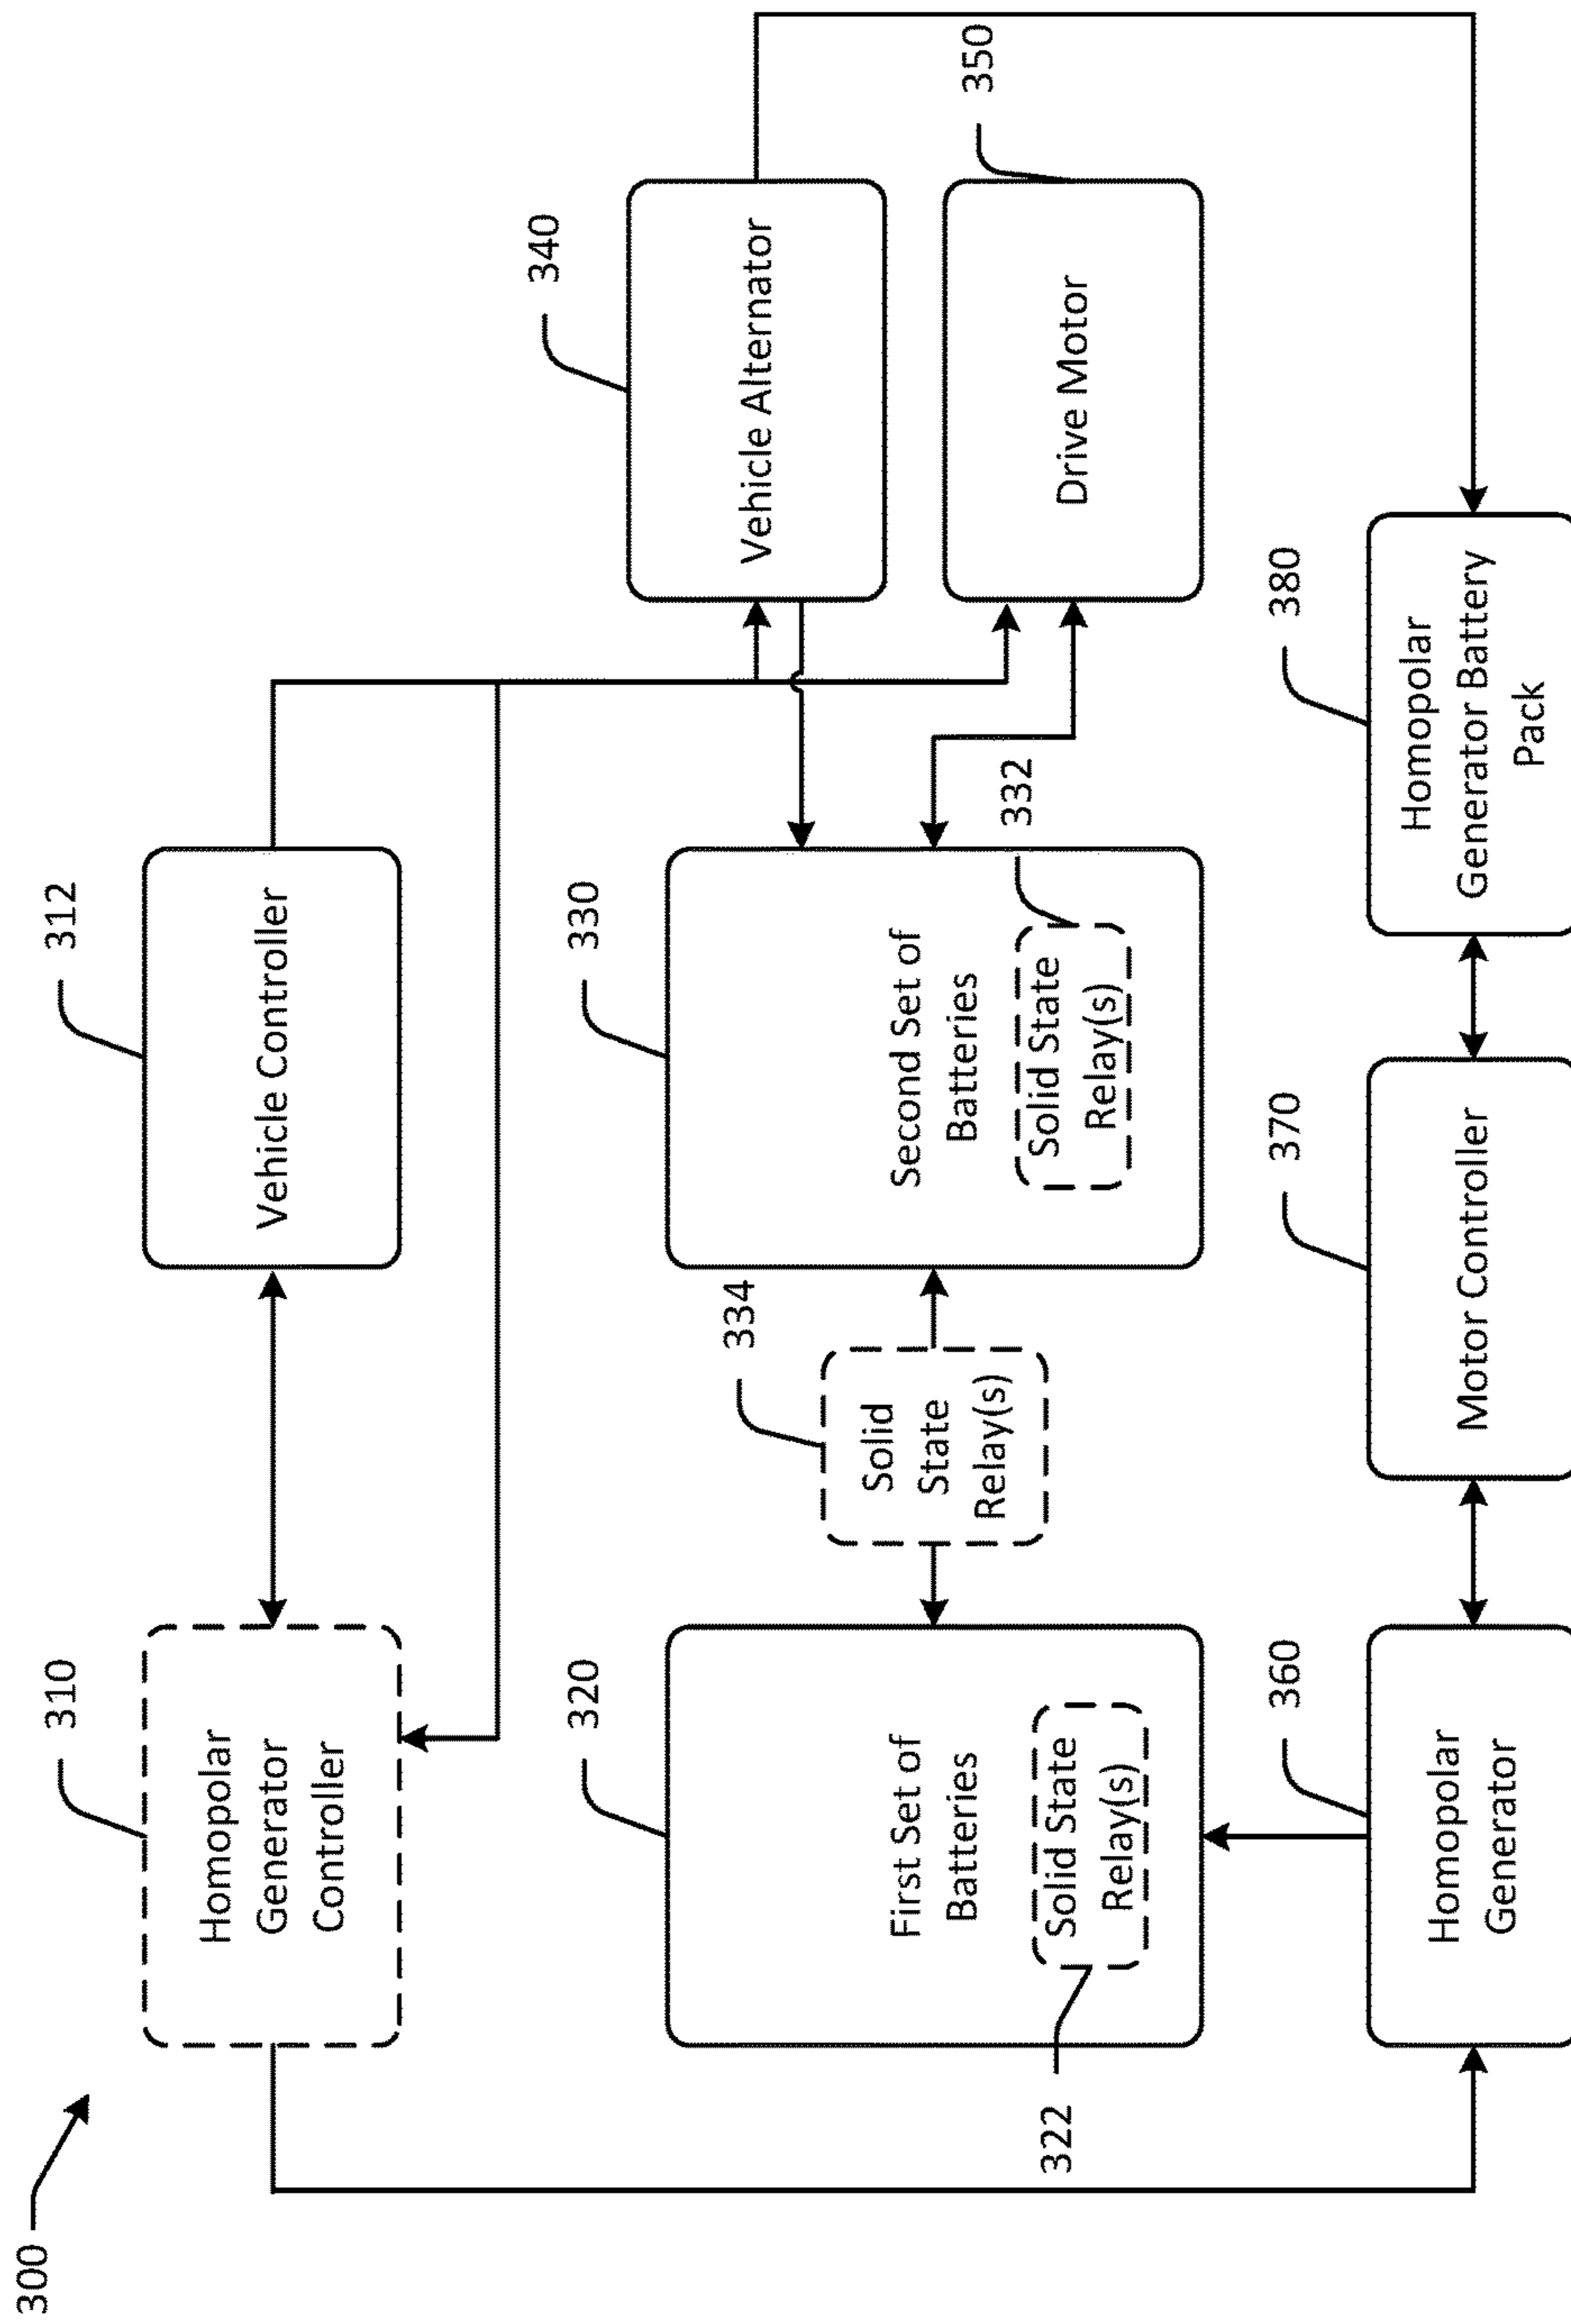 300
310
Homopolar
Generator
Controller
312
Vehicle Controller
320
First Set of
Batteries
Solid State
Relay(s)
322
334
Solid
State
Relay(s)
330
Second Set of
Batteries
332
Solid State
Relay(s)
340
Vehicle Alternator
350
Drive Motor
360
Homopolar
Generator
370
Motor Controller
380
Homopolar
Generator Battery
Pack